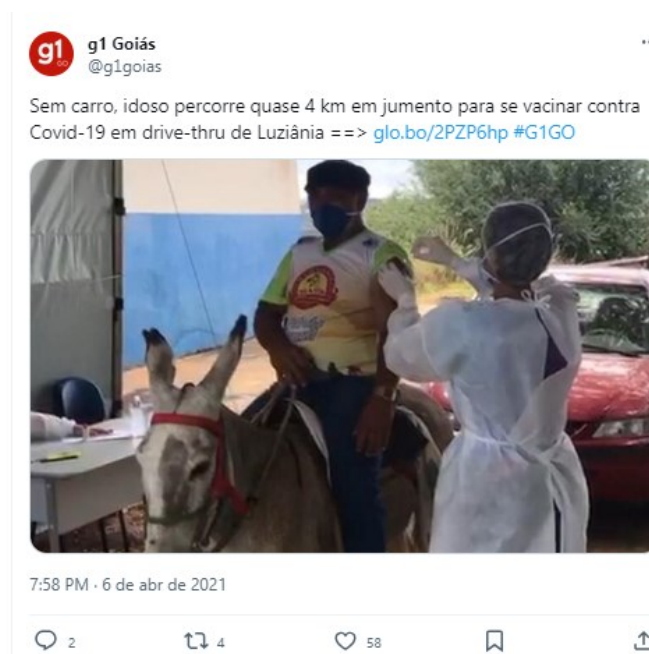 g1 GO
g1 Goiás
@g1goias
Sem carro, idoso percorre quase 4 km em jumento para se vacinar contra
Covid-19 em drive-thru de Luziânia ==> glo.bo/2PZP6hp #G1GO
7:58 PM · 6 de abr de 2021
2 4 58